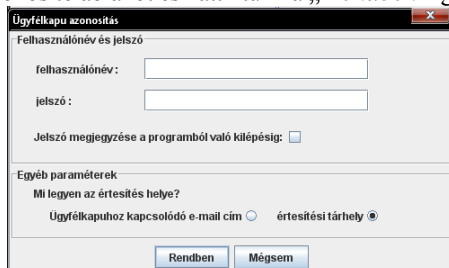 Ügyfélkapu azonosítás
Felhasználónév és jelszó
felhasználónév :
jelszó :
Jelszó megjegyzése a programból való kilépésig:
Egyéb paraméterek
Mi legyen az értesítés helye?
Ügyfélkapuhoz kapcsolódó e-mail cím értesítési tárhely
Rendben Mégsem